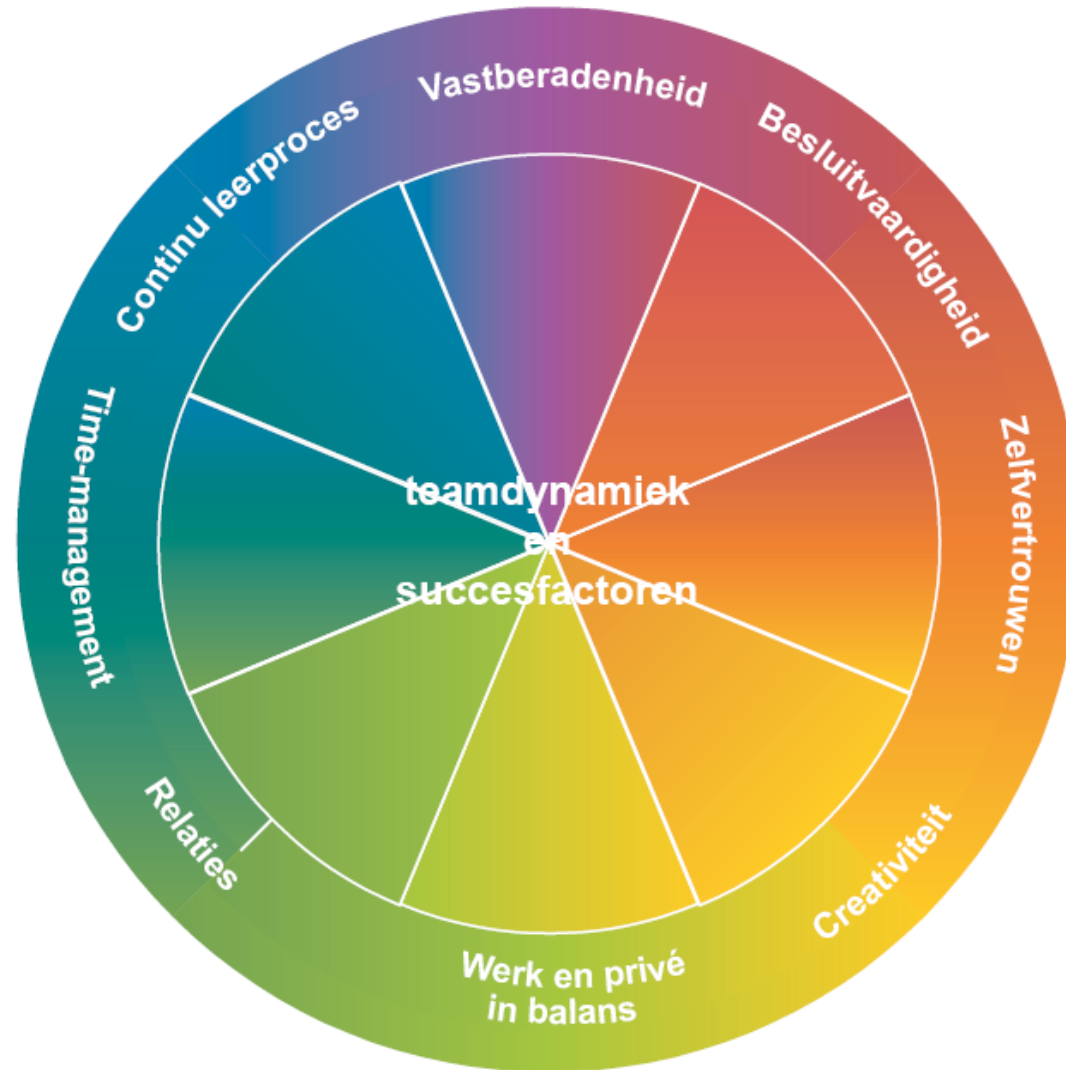 Vastberadenheid
Besluitvaardigheid
Zelfvertrouwen
Creativiteit
Werk en privé
in balans
Relaties
Time-management
Continu leerproces
teamdynamiek
en
succesfactoren